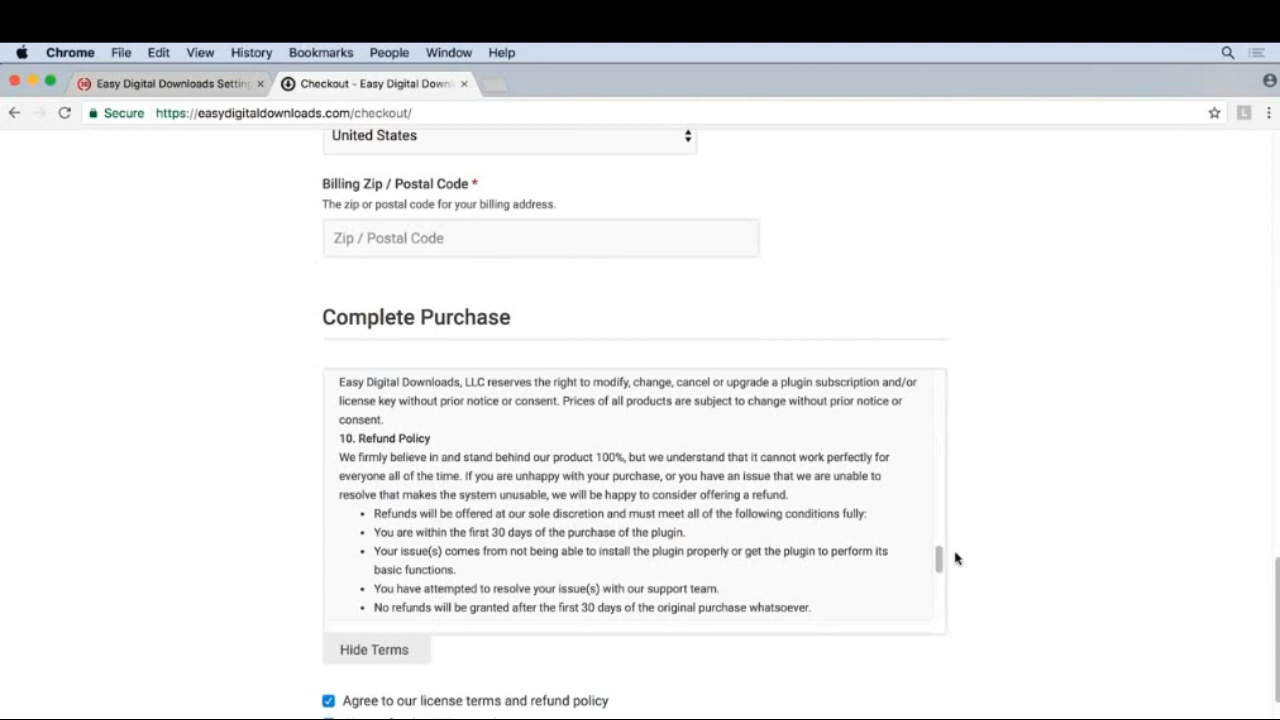 Chrome File Edit View History Bookmarks People Window Help
Easy Digital Downloads Settin
Checkout - Easy Digital Down
Secure https://easydigitaldownloads.com/checkout/
United States
Billing Zip / Postal Code *
The zip or postal code for your billing address.
Zip / Postal Code
Complete Purchase
Easy Digital Downloads, LLC reserves the right to modify, change, cancel or upgrade a plugin subscription and/or
license key without prior notice or consent. Prices of all products are subject to change without prior notice or
consent.
10. Refund Policy
We firmly believe in and stand behind our product 100%, but we understand that it cannot work perfectly for
everyone all of the time. If you are unhappy with your purchase, or you have an issue that we are unable to
resolve that makes the system unusable, we will be happy to consider offering a refund.
• Refunds will be offered at our sole discretion and must meet all of the following conditions fully:
• You are within the first 30 days of the purchase of the plugin.
• Your issue(s) comes from not being able to install the plugin properly or get the plugin to perform its
basic functions.
• You have attempted to resolve your issue(s) with our support team.
• No refunds will be granted after the first 30 days of the original purchase whatsoever.
Hide Terms
Agree to our license terms and refund policy